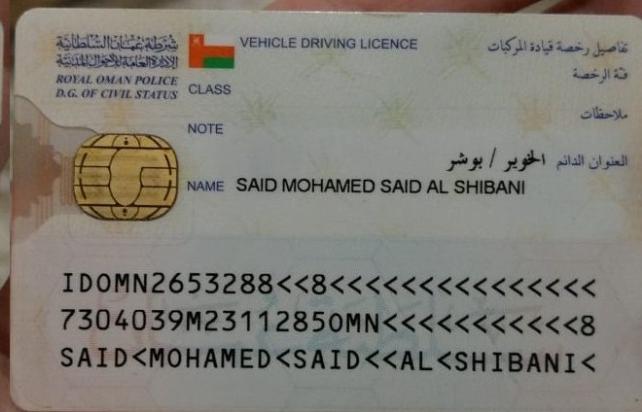 شرطة عمان السلطانية
الإدارة العامة للأحوال المدنية
ROYAL OMAN POLICE
D.G. OF CIVIL STATUS
VEHICLE DRIVING LICENCE
تفاصيل رخصة قيادة المركبات
CLASS
فئة الرخصة
NOTE
ملاحظات
العنوان الدائم الخوير / بوشر
NAME SAID MOHAMED SAID AL SHIBANI
IDOMN2653288<<8<<<<<<<<<<<<<<<
7304039M2311285OMN<<<<<<<<<<<8
SAID<MOHAMED<SAID<<AL<SHIBANI<